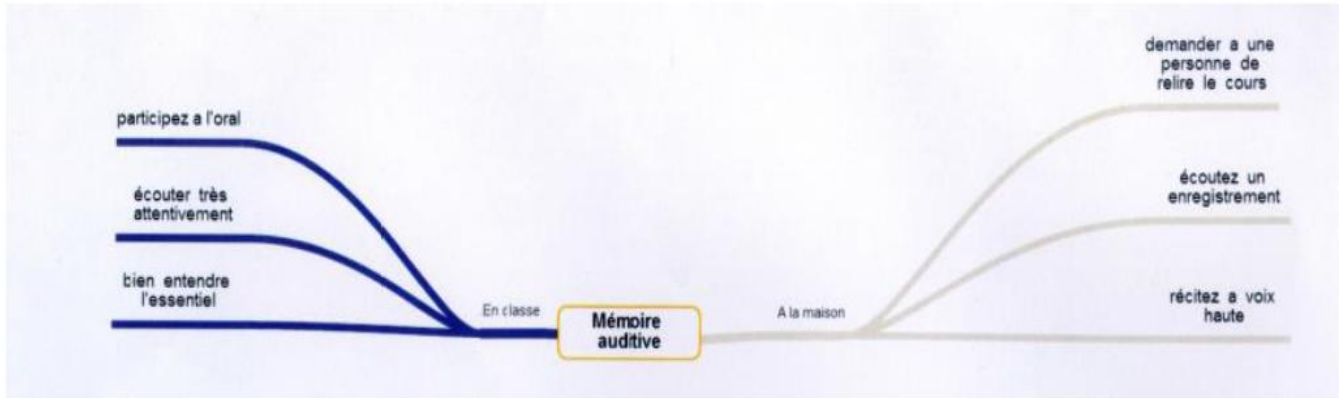 participez a l'oral
écouter très
attentivement
bien entendre
l'essentiel
En classe
Mémoire
auditive
A la maison
demander a une
personne de
relire le cours
écoutez un
enregistrement
récitez a voix
haute